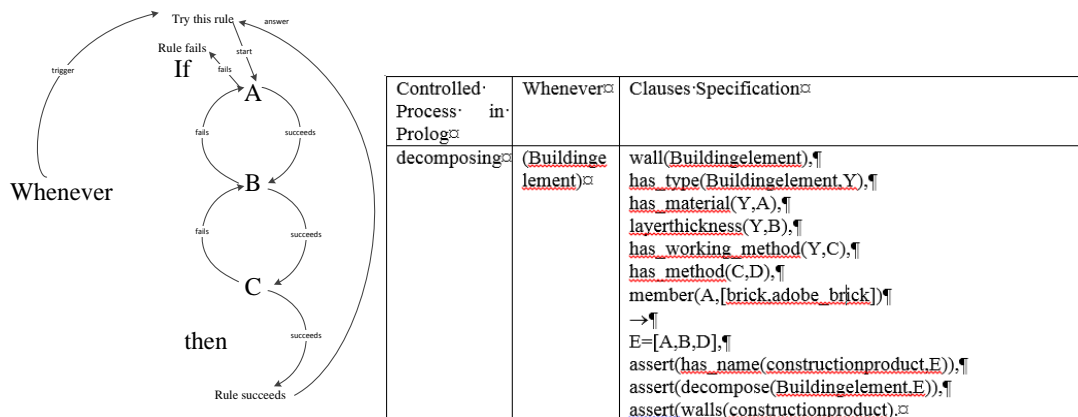 Try this rule
answer
Rule fails
start
trigger
If
fails
A
fails
succeeds
Whenever
B
fails
succeeds
C
then
succeeds
Rule succeeds
Controlled·
Process· in·
Prolog¤
Whenever¤
Clauses·Specification¤
decomposing¤
(Buildinge
lement)¤
wall(Buildingelement),¶
has_type(Buildingelement,Y),¶
has_material(Y,A),¶
layerthickness(Y,B),¶
has_working_method(Y,C),¶
has_method(C,D),¶
member(A,[brick,adobe_brick])¶
→¶
E=[A,B,D],¶
assert(has_name(constructionproduct,E)),¶
assert(decompose(Buildingelement,E)),¶
assert(walls(constructionproduct).¤